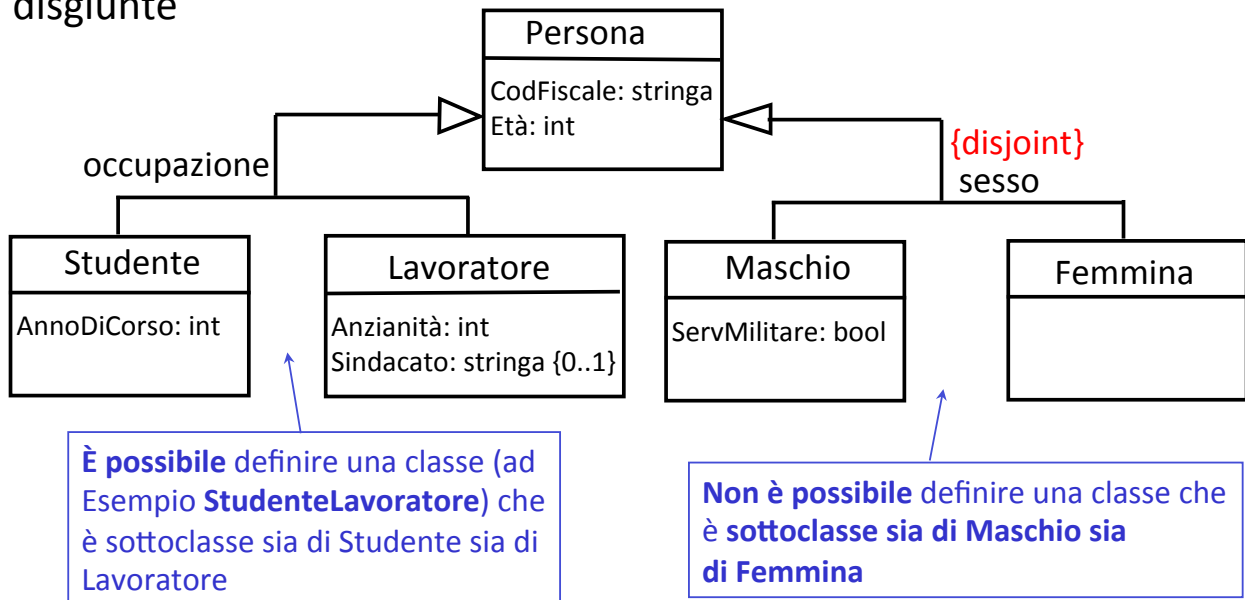 disgiunte
Persona
CodFiscale: stringa
Età: int
occupazione
{disjoint}
sesso
Studente
AnnoDiCorso: int
Lavoratore
Anzianità: int
Sindacato: stringa {0..1}
Maschio
ServMilitare: bool
Femmina
È possibile definire una classe (ad
Esempio StudenteLavoratore) che
è sottoclasse sia di Studente sia di
Lavoratore
Non è possibile definire una classe che
è sottoclasse sia di Maschio sia
di Femmina